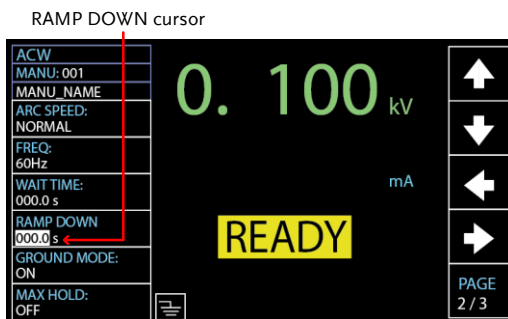 RAMP DOWN cursor
ACW
MANU: 001
MANU_NAME
ARC SPEED:
NORMAL
FREQ:
60Hz
WAIT TIME:
000.0 s
RAMP DOWN
000.0 s
GROUND MODE:
ON
MAX HOLD:
OFF
0. 100 kV
mA
READY
PAGE
2 / 3